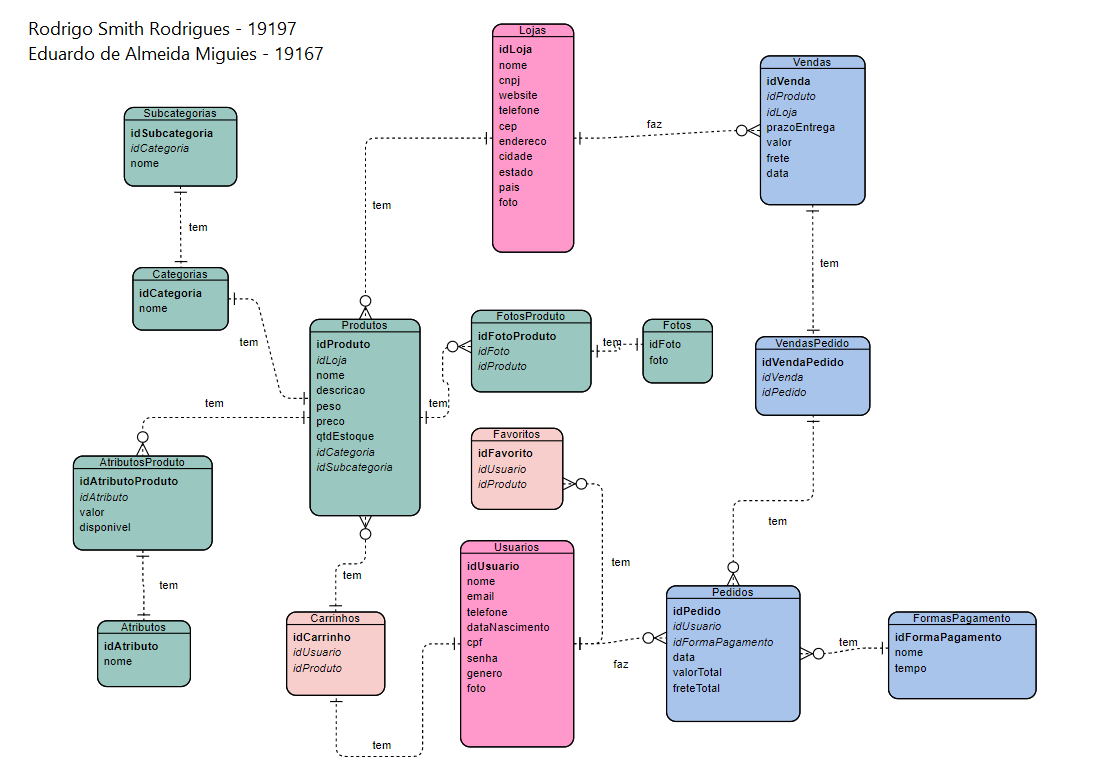 Rodrigo Smith Rodrigues - 19197
Eduardo de Almeida Miguies - 19167
Lojas
idLoja
nome
cnpj
website
telefone
cep
endereco
cidade
estado
pais
foto
faz
Vendas
idVenda
idProduto
idLoja
prazoEntrega
valor
frete
data
Subcategorias
idSubcategoria
idCategoria
nome
tem
tem
tem
Categorias
idCategoria
nome
tem
Produtos
idProduto
idLoja
nome
descricao
peso
preco
qtdEstoque
idCategoria
idSubcategoria
tem
FotosProduto
idFotoProduto
idFoto
idProduto
tem
Fotos
idFoto
foto
VendasPedido
idVendaPedido
idVenda
idPedido
tem
tem
AtributosProduto
idAtributoProduto
idAtributo
valor
disponivel
Favoritos
idFavorito
idUsuario
idProduto
tem
tem
tem
tem
Atributos
idAtributo
nome
Carrinhos
idCarrinho
idUsuario
idProduto
Usuarios
idUsuario
nome
email
telefone
dataNascimento
cpf
senha
genero
foto
faz
Pedidos
idPedido
idUsuario
idFormaPagamento
data
valorTotal
freteTotal
tem
FormasPagamento
idFormaPagamento
nome
tempo
tem